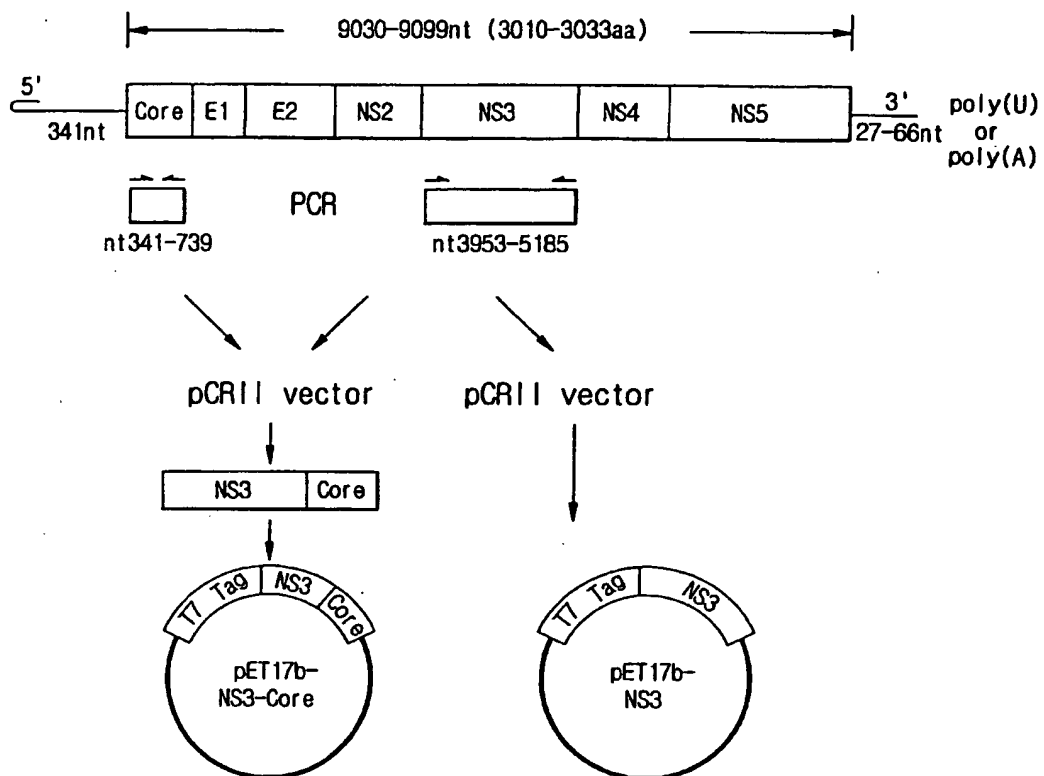 9030-9099nt (3010-3033aa)
5'
341nt
Core E1 E2 NS2 NS3 NS4 NS5
3'
27-66nt
poly(U)
or
poly(A)
PCR
nt341-739
nt3953-5185
pCRII vector
pCRII vector
NS3 Core
T7 Tag NS3 Core
pET17b-
NS3-Core
T7 Tag NS3
pET17b-
NS3